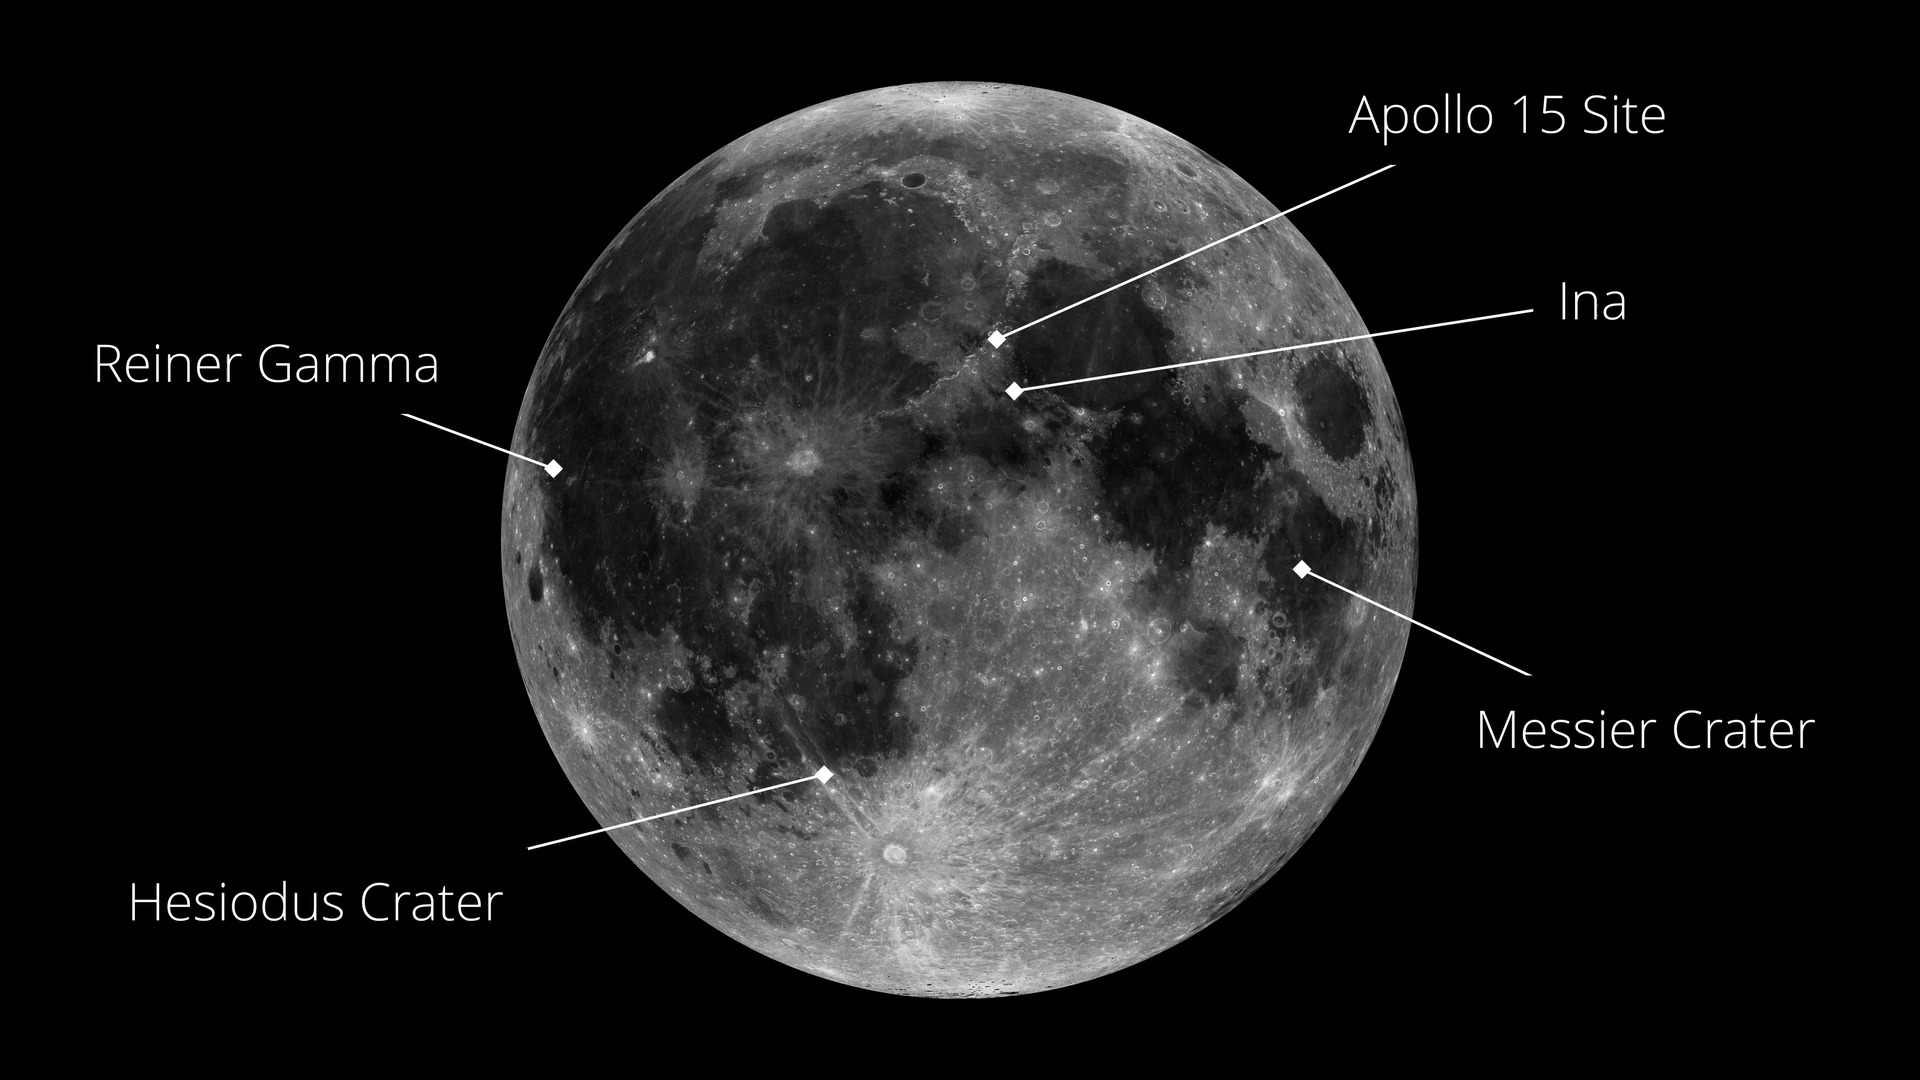 Apollo 15 Site
Ina
Reiner Gamma
Messier Crater
Hesiodus Crater